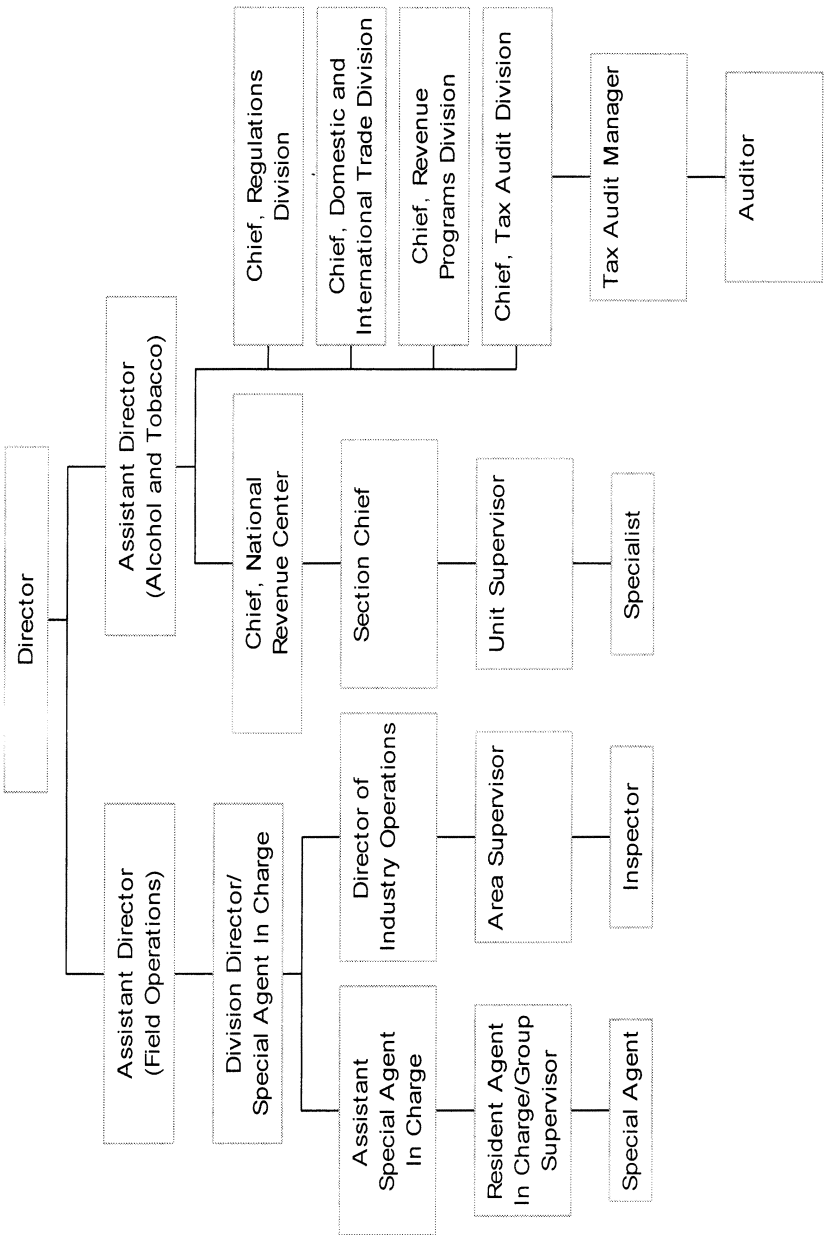 Director
Assistant Director
(Field Operations)
Assistant Director
(Alcohol and Tobacco)
Division Director/
Special Agent In Charge
Assistant
Special Agent
In Charge
Director of
Industry Operations
Resident Agent
In Charge/Group
Supervisor
Area Supervisor
Special Agent
Inspector
Chief, National
Revenue Center
Section Chief
Unit Supervisor
Specialist
Chief, Regulations
Division
Chief, Domestic and
International Trade Division
Chief, Revenue
Programs Division
Chief, Tax Audit Division
Tax Audit Manager
Auditor